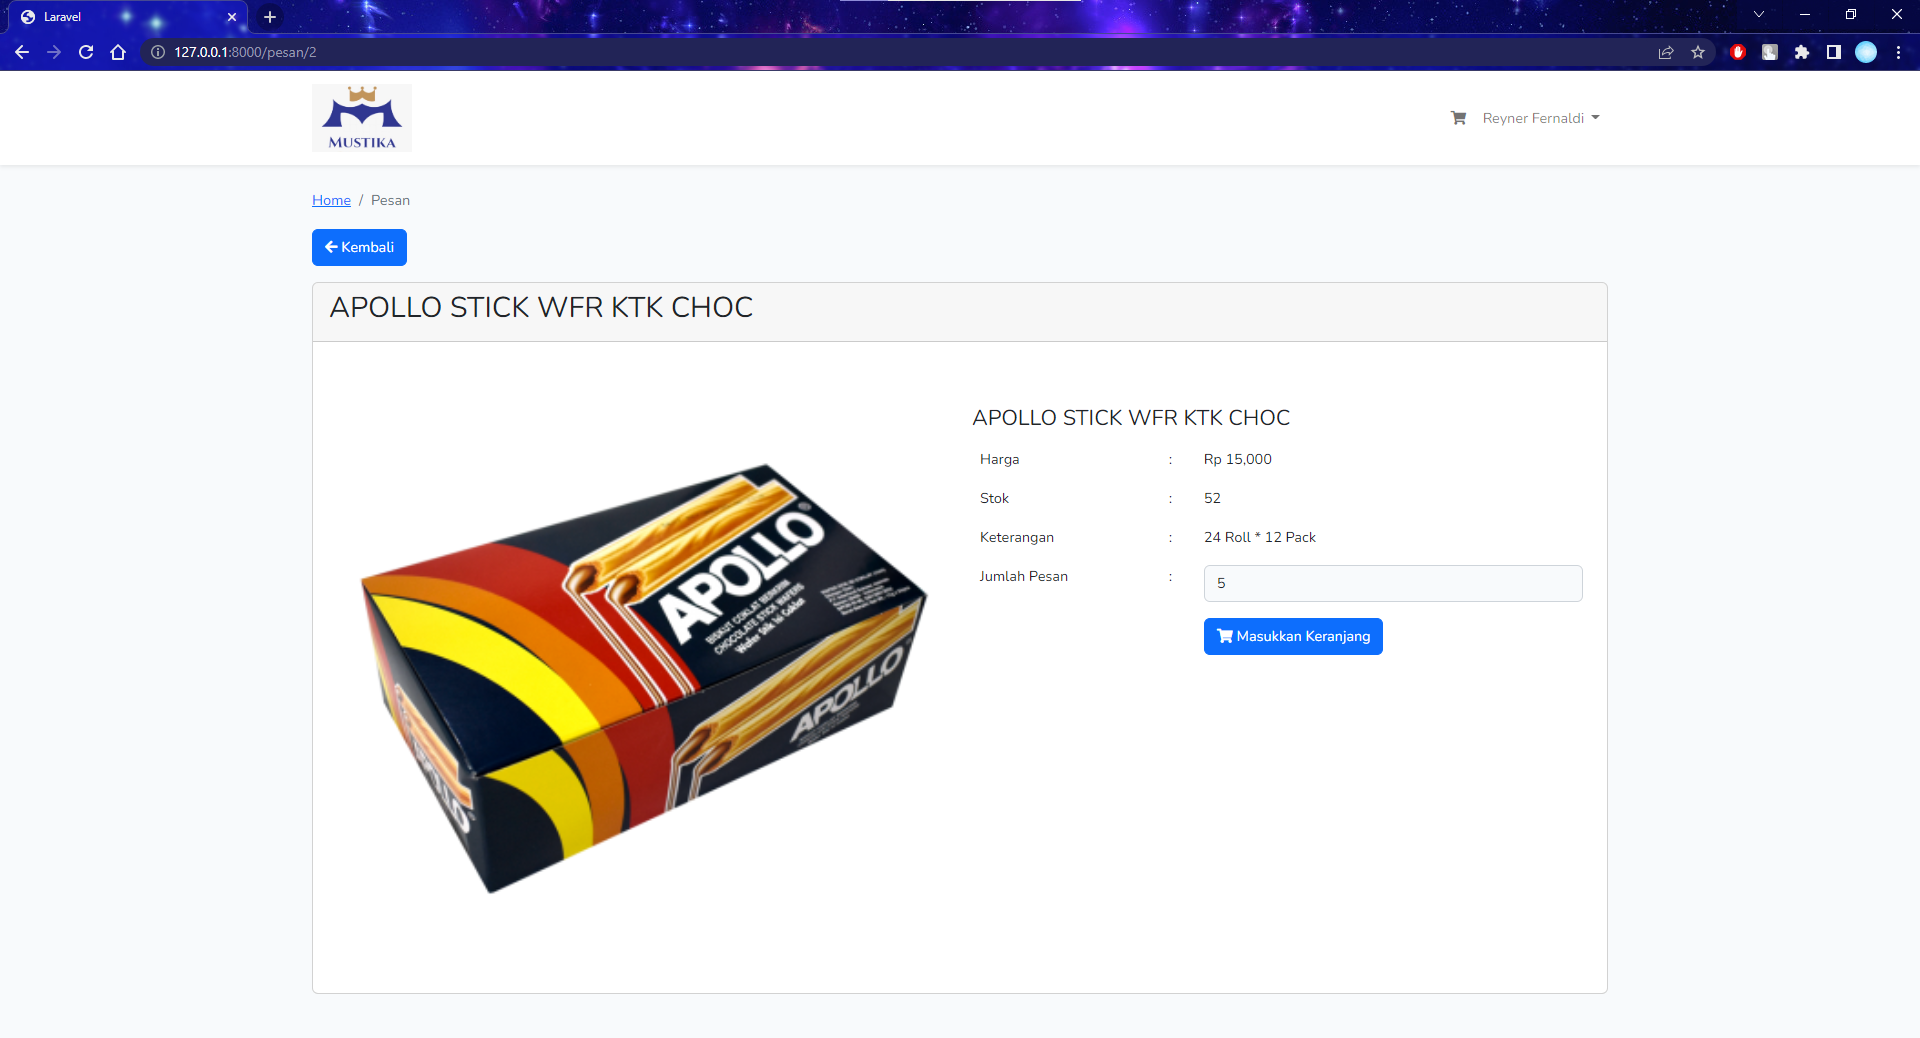 Laravel
127.0.0.1:8000/pesan/2
MUSTIKA
Reyner Fernaldi
Home / Pesan
Kembali
APOLLO STICK WFR KTK CHOC
APOLLO STICK WFR KTK CHOC
Harga : Rp 15,000
Stok : 52
Keterangan : 24 Roll * 12 Pack
Jumlah Pesan : 5
Masukkan Keranjang
APOLLO®
BISKUT COKLAT BERKRIM
CHOCOLATE STICK WAFERS
Wafer Stik Isi Coklat
APOLLO
APOLLO